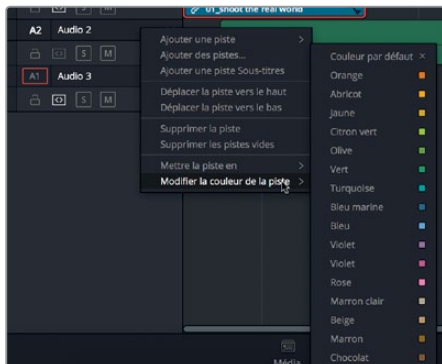 01_shoot the real world
A2 Audio 2
S M
A1 Audio 3
S M
Ajouter une piste >
Ajouter des pistes...
Ajouter une piste Sous-titres
Déplacer la piste vers le haut
Déplacer la piste vers le bas
Supprimer la piste
Supprimer les pistes vides
Mettre la piste en >
Modifier la couleur de la piste >
Couleur par défaut ×
Orange
Abricot
Jaune
Citron vert
Olive
Vert
Turquoise
Bleu marine
Bleu
Violet
Violet
Rose
Marron clair
Beige
Marron
Chocolat
Média